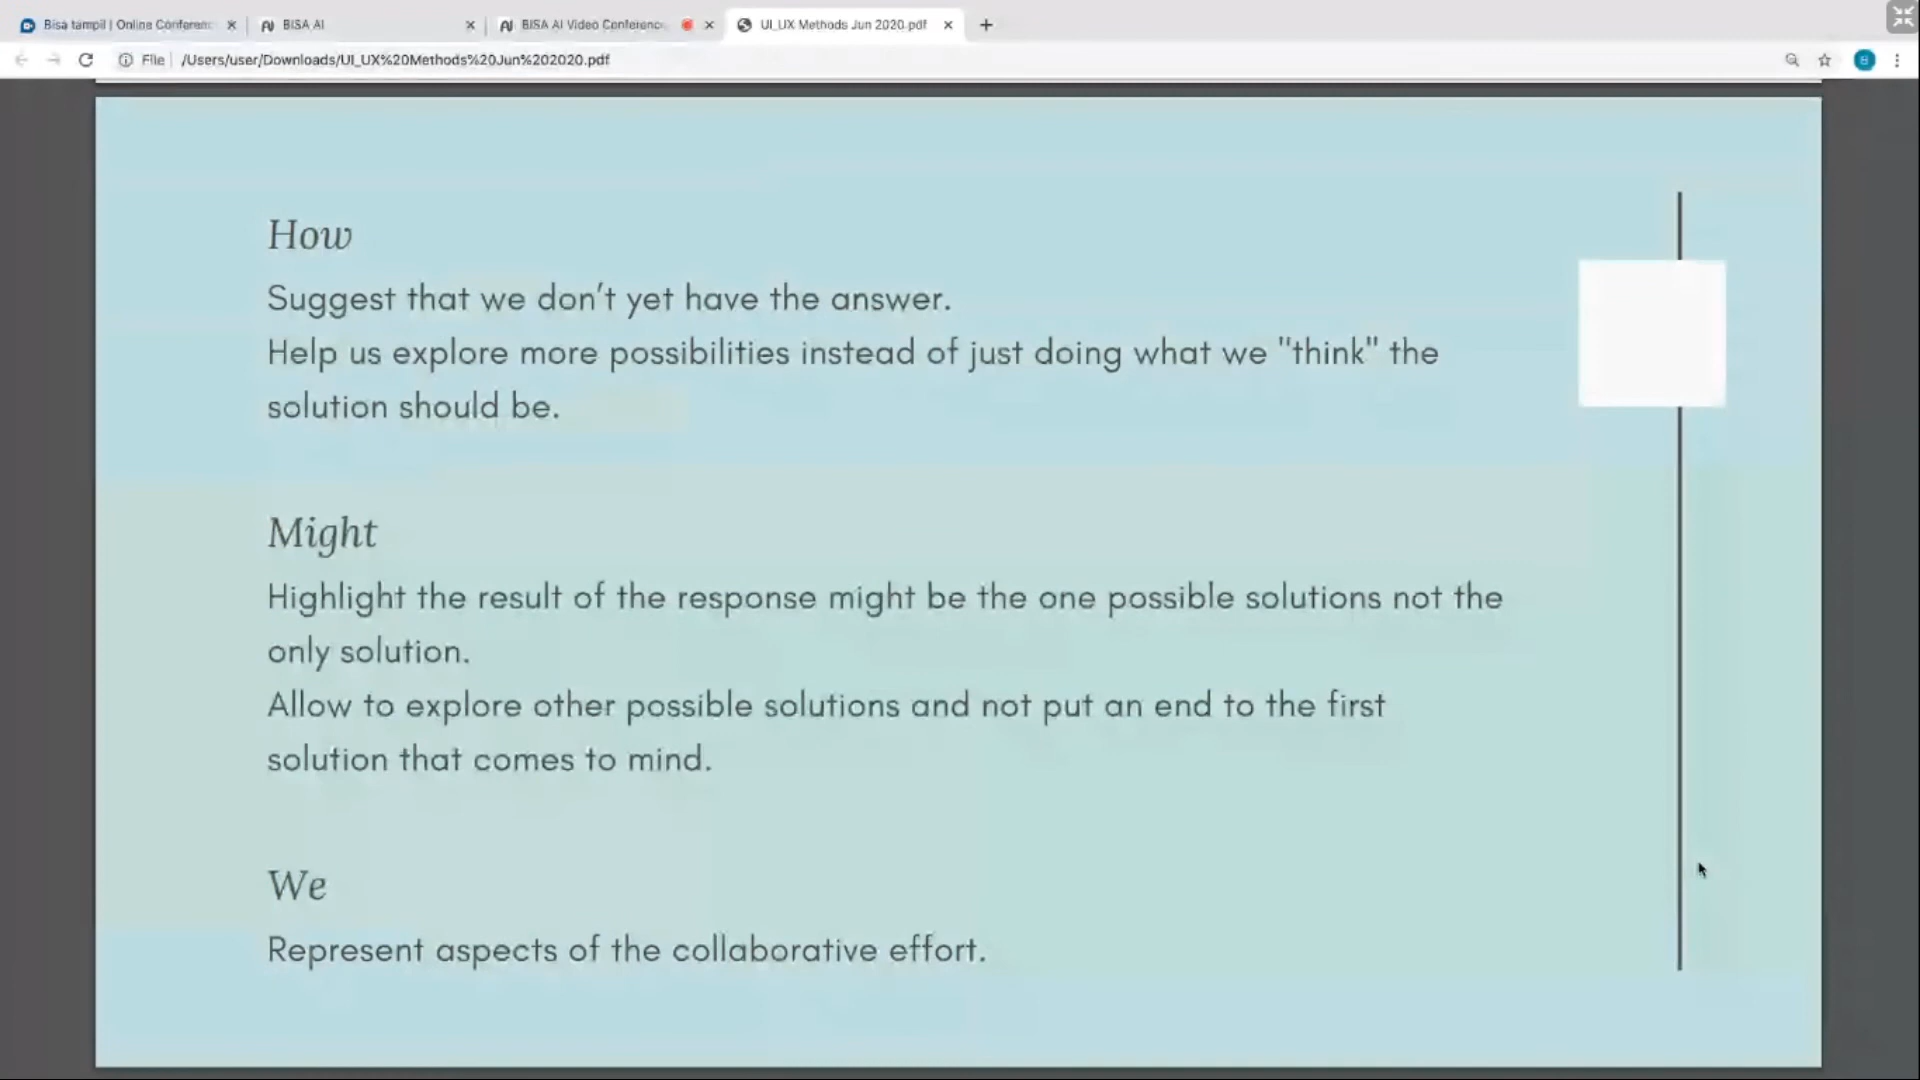 Bisa tampil | Online Conferenc
BISA AI
BISA AI Video Conferenc
UI_UX Methods Jun 2020.pdf
File /Users/user/Downloads/UI_UX%20Methods%20Jun%202020.pdf
How
Suggest that we don't yet have the answer.
Help us explore more possibilities instead of just doing what we "think" the
solution should be.
Might
Highlight the result of the response might be the one possible solutions not the
only solution.
Allow to explore other possible solutions and not put an end to the first
solution that comes to mind.
We
Represent aspects of the collaborative effort.